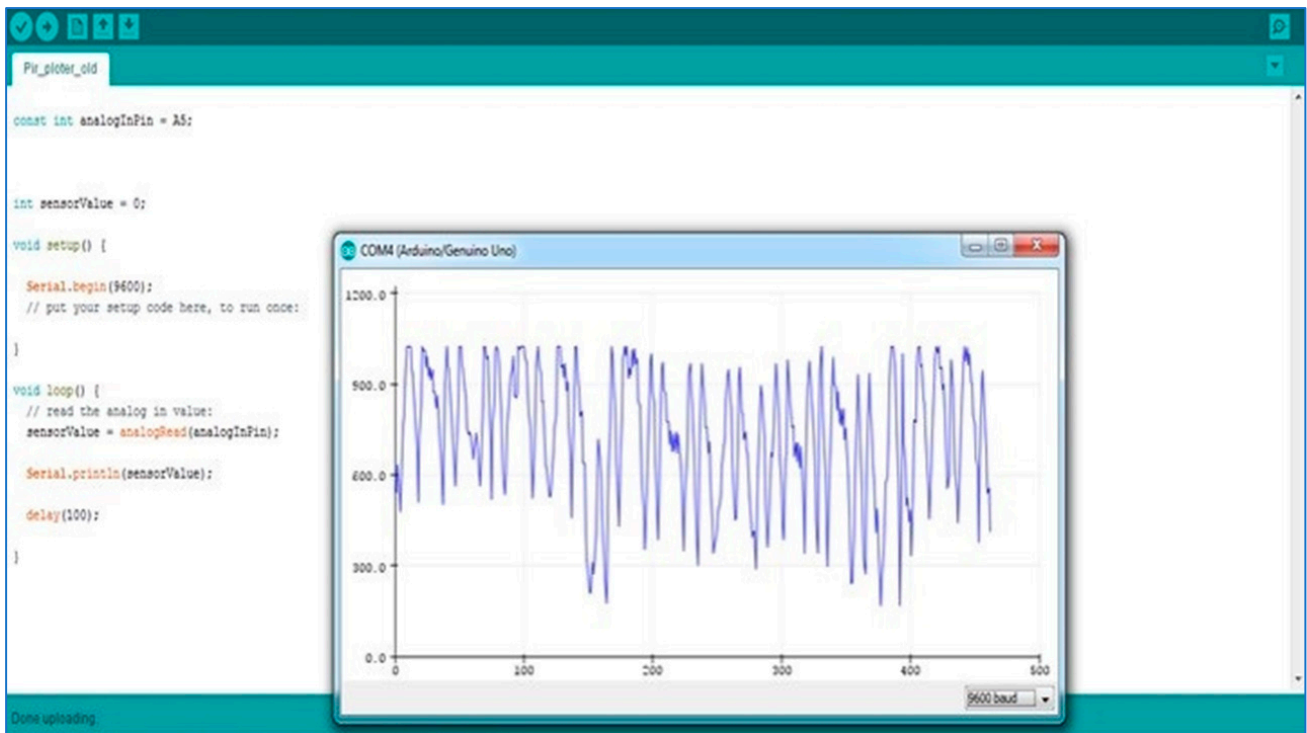 Pir_ploter_old
const int analogInPin = A5;
int sensorValue = 0;
void setup() {
Serial.begin(9600);
// put your setup code here, to run once:
}
void loop() {
// read the analog in value:
sensorValue = analogRead(analogInPin);
Serial.println(sensorValue);
delay(100);
}
COM4 (Arduino/Genuino Uno)
1200.0
900.0
600.0
300.0
0.0
0 100 200 300 400 500
9600 baud
Done uploading.